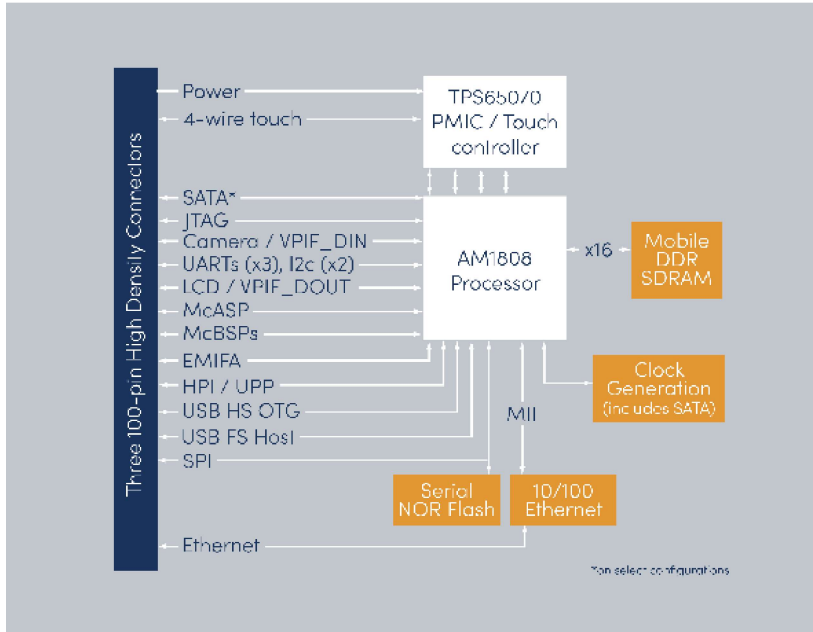 Three 100-pin High Density Connectors
Power
4-wire touch
TPS65070
PMIC / Touch
controller
SATA*
JTAG
Camera / VPIF_DIN
UARTs (x3), I2c (x2)
LCD / VPIF_DOUT
McASP
McBSPs
EMIFA
HPI / UPP
USB HS OTG
USB FS Host
SPI
Ethernet
AM1808
Processor
x16
Mobile
DDR
SDRAM
Clock
Generation
(includes SATA)
MII
Serial
NOR Flash
10/100
Ethernet
*on select configurations